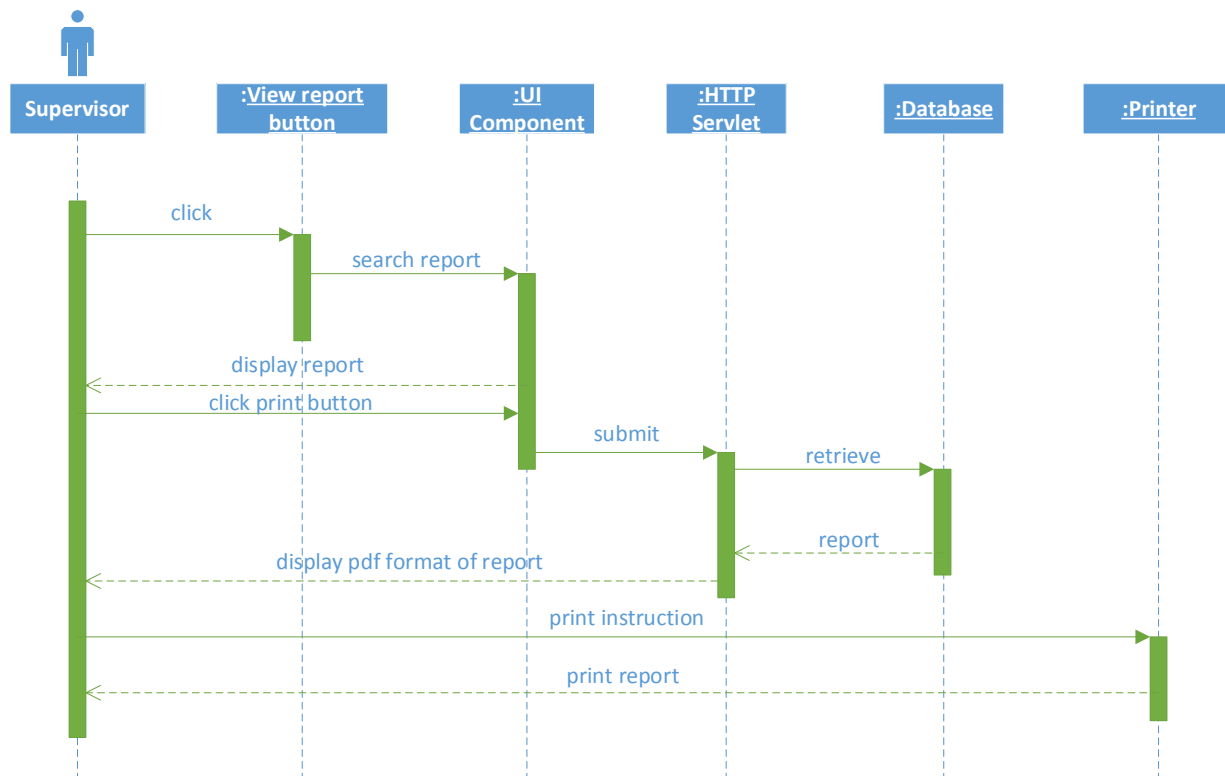 Supervisor
:View report
button
:UI
Component
:HTTP
Servlet
:Database
:Printer
click
search report
display report
click print button
submit
retrieve
report
display pdf format of report
print instruction
print report